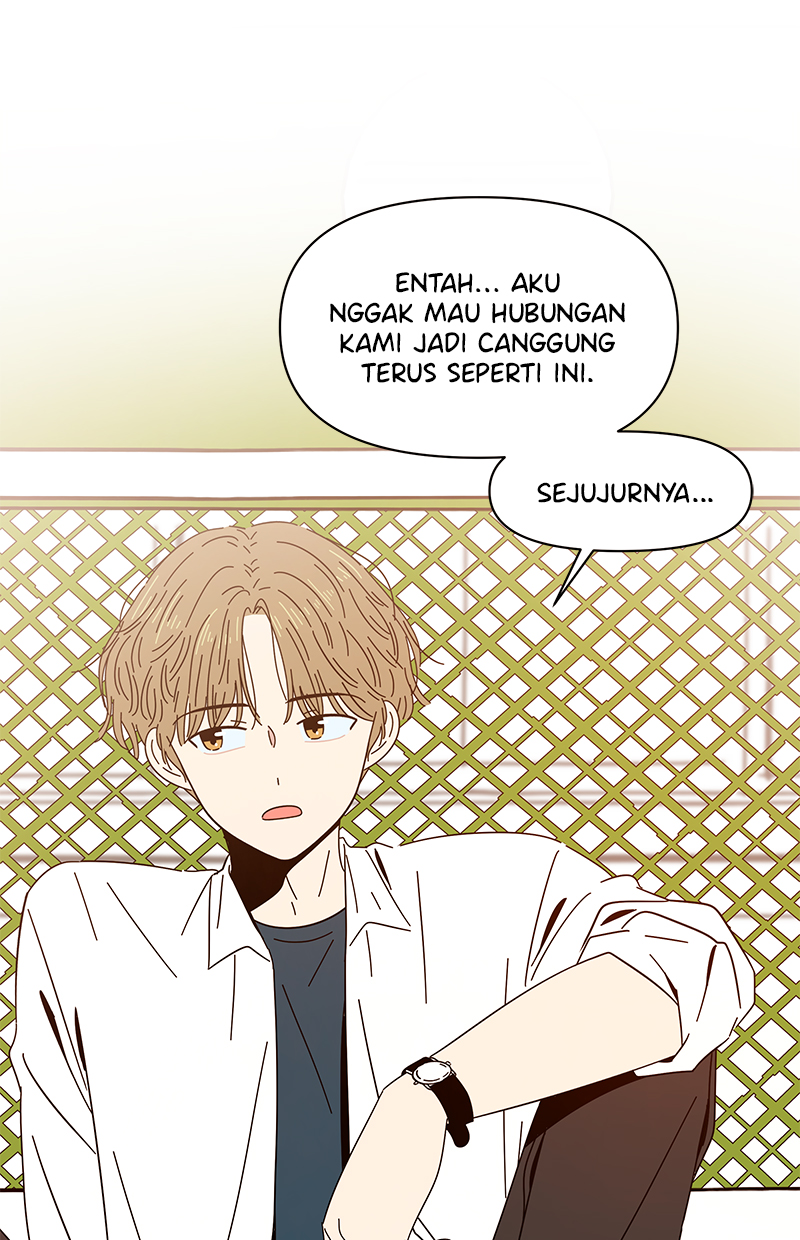 ENTAH... AKU
NGGAK MAU HUBUNGAN
KAMI JADI CANGGUNG
TERUS SEPERTI INI.
SEJUJURNYA...